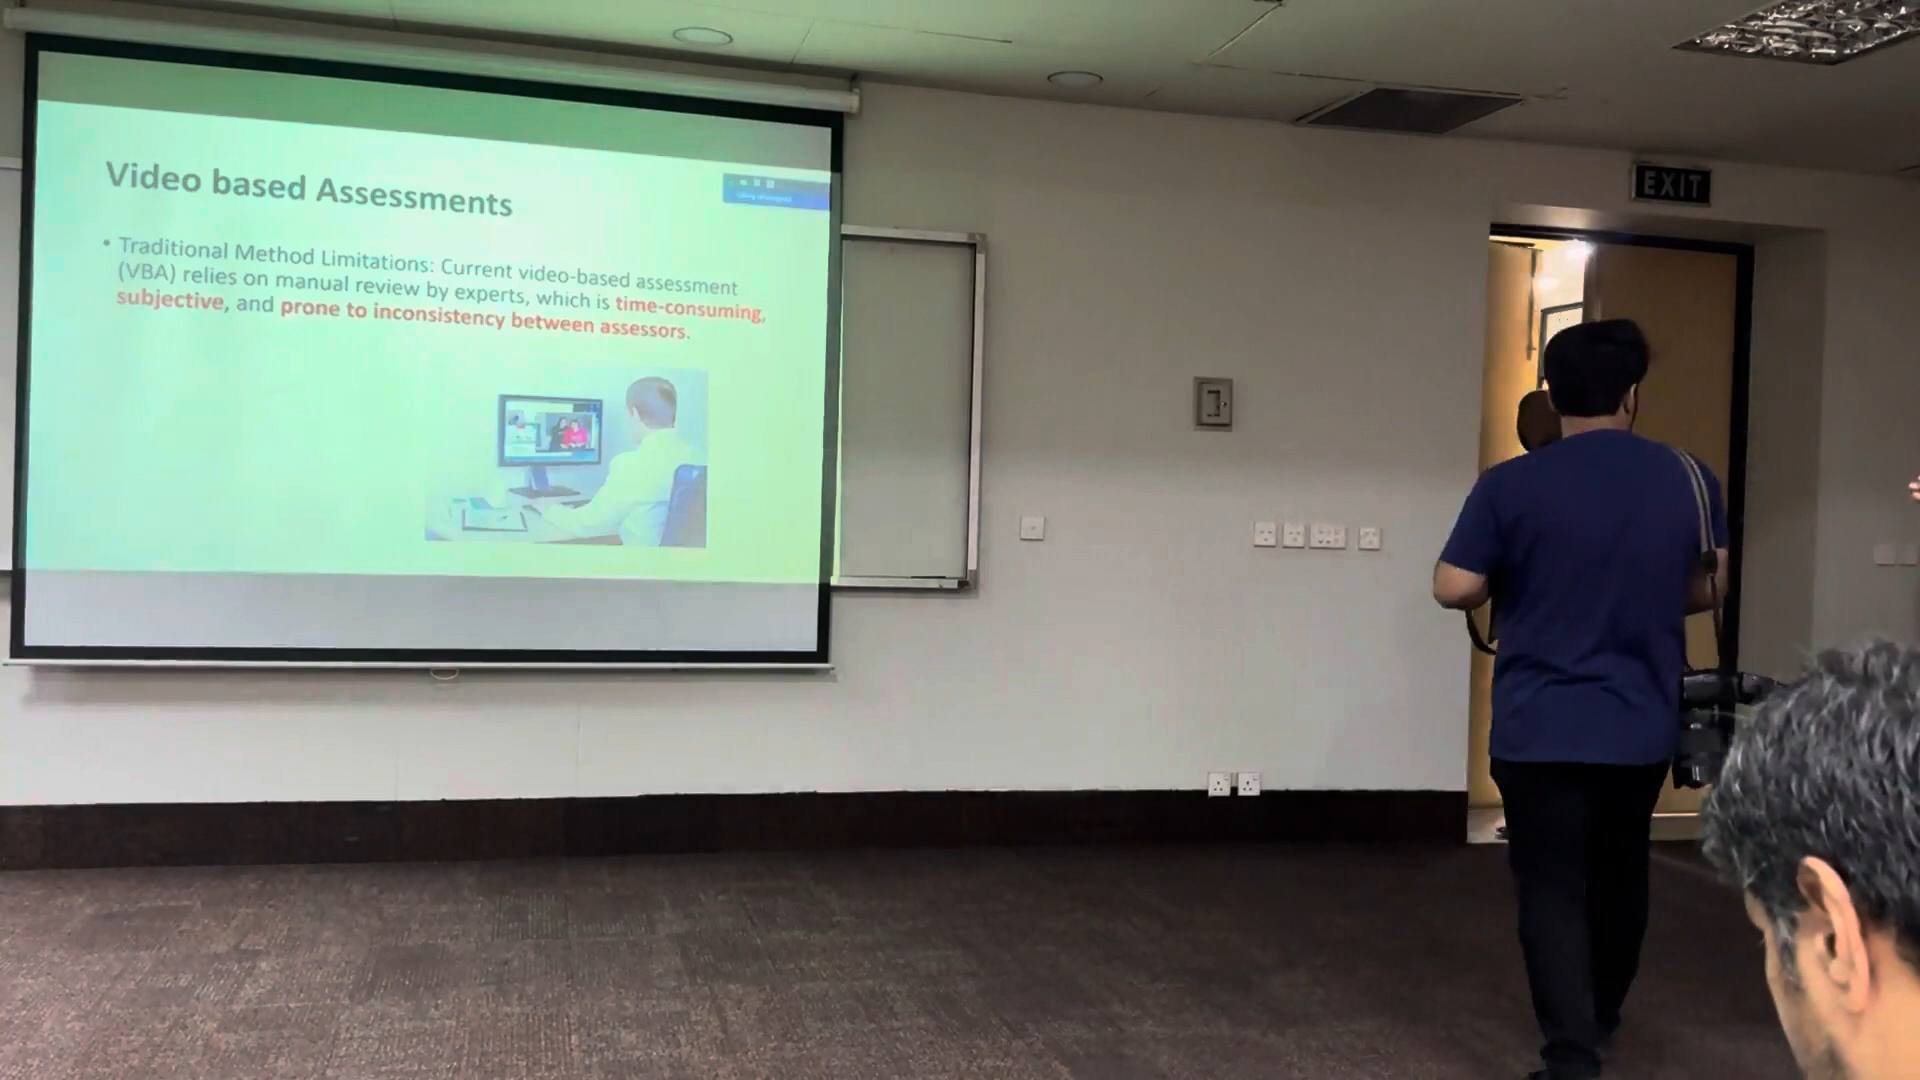 Video based Assessments
• Traditional Method Limitations: Current video-based assessment
(VBA) relies on manual review by experts, which is time-consuming,
subjective, and prone to inconsistency between assessors.
EXIT